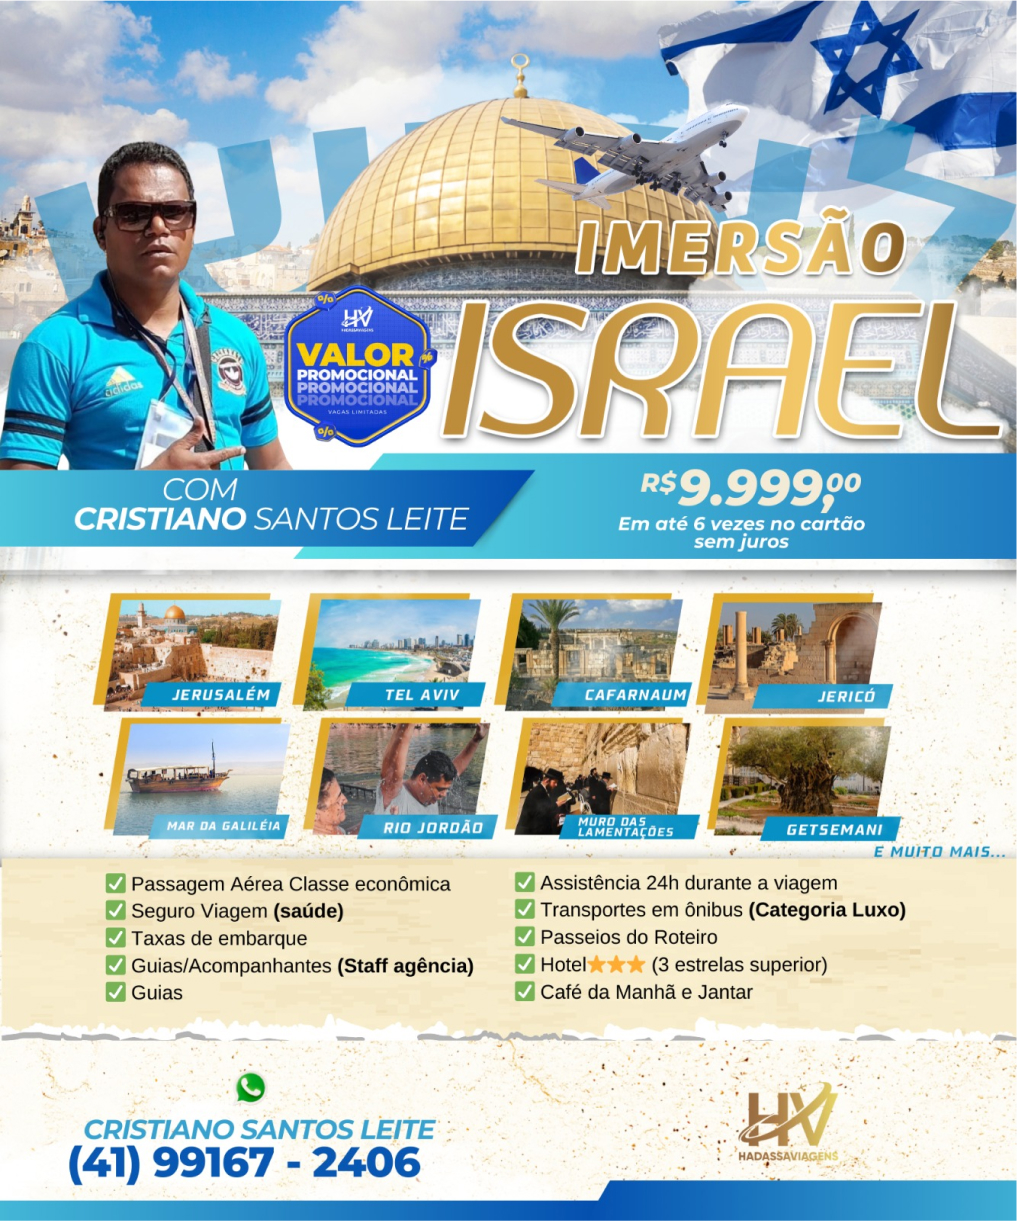 ישראל
IMERSÃO
ISRAEL
HV
HADASSAVIAGENS
VALOR
PROMOCIONAL
PROMOCIONAL
PROMOCIONAL
VAGAS LIMITADAS
%
%
%
adidas
COM
CRISTIANO SANTOS LEITE
R$9.999,00
Em até 6 vezes no cartão
sem juros
JERUSALÉM
TEL AVIV
CAFARNAUM
JERICÓ
MAR DA GALILÉIA
RIO JORDÃO
MURO DAS
LAMENTAÇÕES
GETSEMANI
E MUITO MAIS...
Passagem Aérea Classe econômica
Seguro Viagem (saúde)
Taxas de embarque
Guias/Acompanhantes (Staff agência)
Guias
Assistência 24h durante a viagem
Transportes em ônibus (Categoria Luxo)
Passeios do Roteiro
Hotel⭐⭐⭐ (3 estrelas superior)
Café da Manhã e Jantar
CRISTIANO SANTOS LEITE
(41) 99167 - 2406
HV
HADASSAVIAGENS